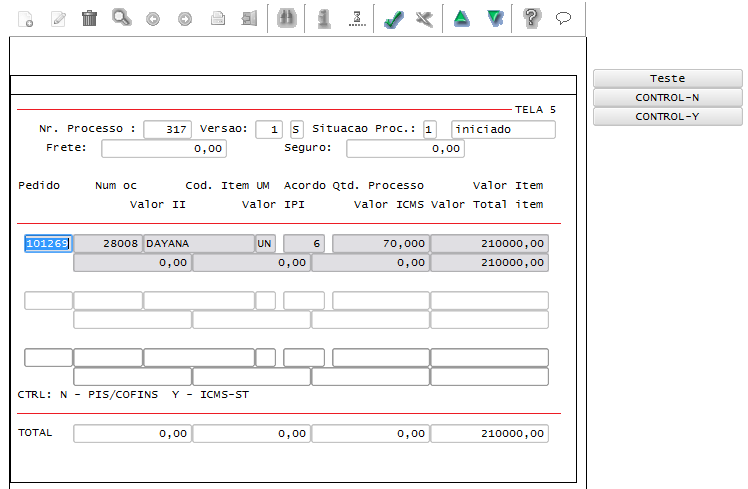 TELA 5
Nr. Processo : 317 Versao: 1 S Situacao Proc.: 1 iniciado
Frete: 0,00 Seguro: 0,00
Pedido Num oc Cod. Item UM Acordo Qtd. Processo Valor Item
Valor II Valor IPI Valor ICMS Valor Total item
101269 28008 DAYANA UN 6 70,000 210000,00
0,00 0,00 0,00 210000,00
CTRL: N - PIS/COFINS Y - ICMS-ST
TOTAL 0,00 0,00 0,00 210000,00
Teste
CONTROL-N
CONTROL-Y